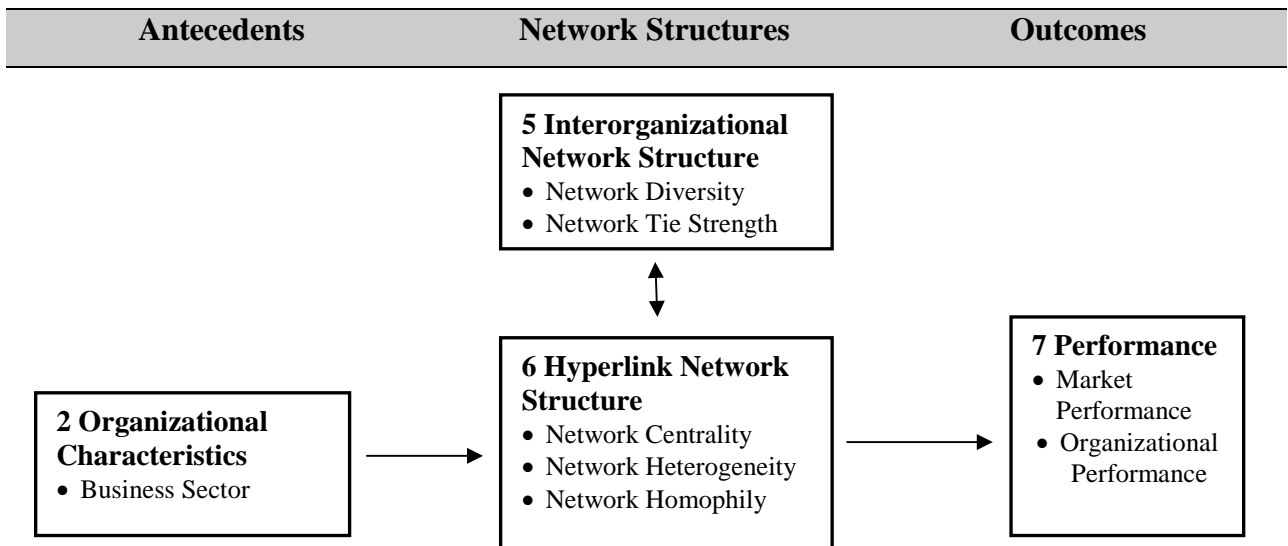 Antecedents Network Structures Outcomes
5 Interorganizational
Network Structure
• Network Diversity
• Network Tie Strength
2 Organizational
Characteristics
• Business Sector
6 Hyperlink Network
Structure
• Network Centrality
• Network Heterogeneity
• Network Homophily
7 Performance
• Market
Performance
• Organizational
Performance